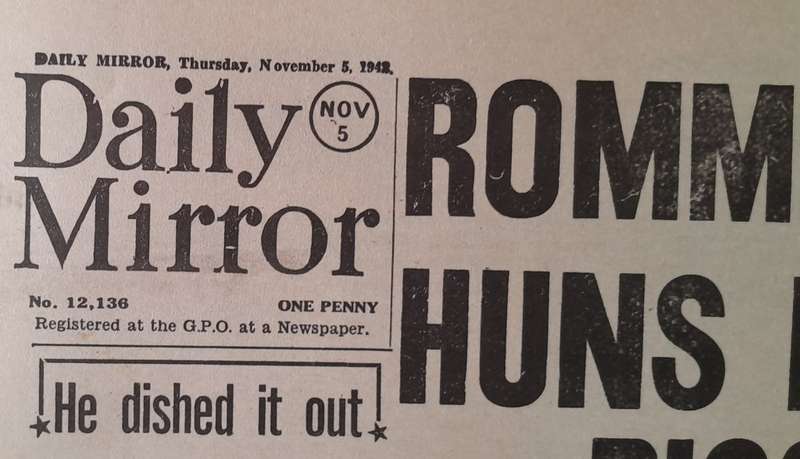 DAILY MIRROR, Thursday, November 5, 1942.
Daily
Mirror
NOV
5
No. 12,136
ONE PENNY
Registered at the G.P.O. at a Newspaper.
He dished it out
ROMM
HUNS